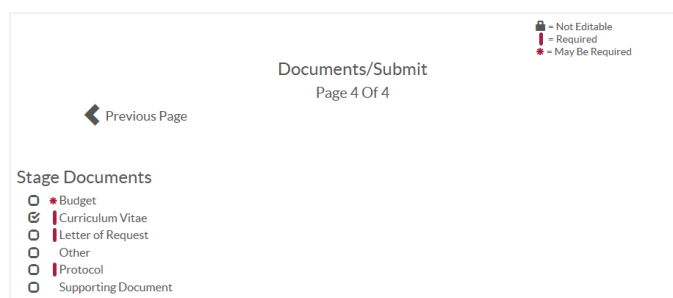 = Not Editable
= Required
* = May Be Required
Documents/Submit
Page 4 Of 4
Previous Page
Stage Documents
* Budget
Curriculum Vitae
Letter of Request
Other
Protocol
Supporting Document